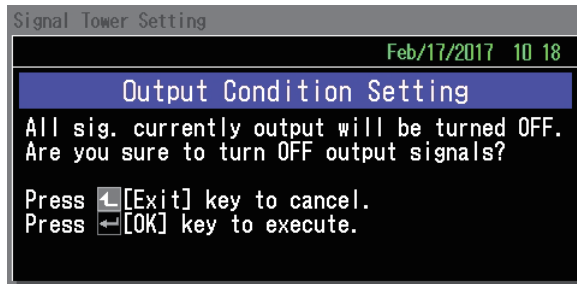 Signal Tower Setting
Feb/17/2017 10 18
Output Condition Setting
All sig. currently output will be turned OFF.
Are you sure to turn OFF output signals?
Press [Exit] key to cancel.
Press [OK] key to execute.